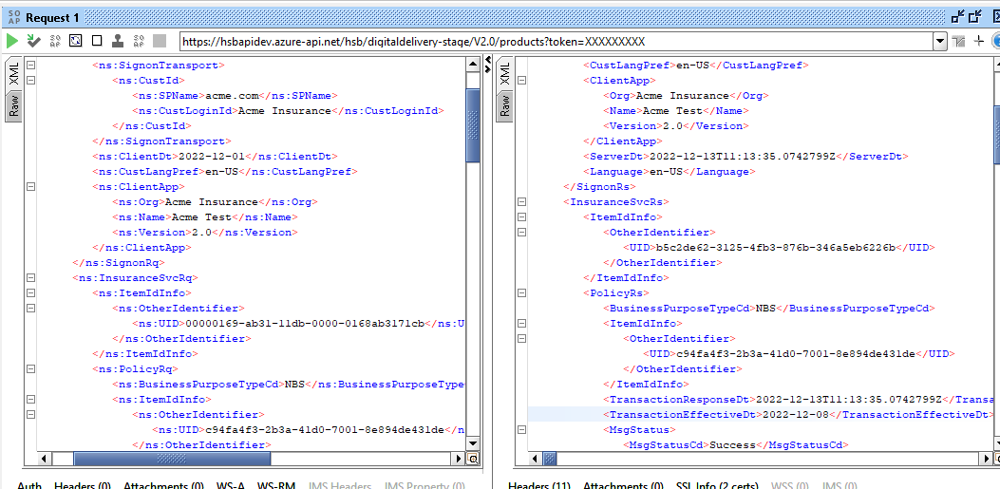 SO AP Request 1
https://hsbapidev.azure-api.net/hsb/digitaldelivery-stage/V2.0/products?token=XXXXXXXXX
XML
Raw
<ns:SignonTransport>
<ns:CustId>
<ns:SPName>acme.com</ns:SPName>
<ns:CustLoginId>Acme Insurance</ns:CustLoginId>
</ns:CustId>
</ns:SignonTransport>
<ns:ClientDt>2022-12-01</ns:ClientDt>
<ns:CustLangPref>en-US</ns:CustLangPref>
<ns:ClientApp>
<ns:Org>Acme Insurance</ns:Org>
<ns:Name>Acme Test</ns:Name>
<ns:Version>2.0</ns:Version>
</ns:ClientApp>
</ns:SignonRq>
<ns:InsuranceSvcRq>
<ns:ItemIdInfo>
<ns:OtherIdentifier>
<ns:UID>00000169-ab31-11db-0000-0168ab3171cb</ns:U
</ns:OtherIdentifier>
</ns:ItemIdInfo>
<ns:PolicyRq>
<ns:BusinessPurposeTypeCd>NBS</ns:BusinessPurposeType
<ns:ItemIdInfo>
<ns:OtherIdentifier>
<ns:UID>c94fa4f3-2b3a-41d0-7001-8e894de431de</n
</ns:OtherIdentifier>
Auth Headers (0) Attachments (0) WS-A WS-RM JMS Headers JMS Property (0)
XML
Raw
<CustLangPref>en-US</CustLangPref>
<ClientApp>
<Org>Acme Insurance</Org>
<Name>Acme Test</Name>
<Version>2.0</Version>
</ClientApp>
<ServerDt>2022-12-13T11:13:35.0742799Z</ServerDt>
<Language>en-US</Language>
</SignonRs>
<InsuranceSvcRs>
<ItemIdInfo>
<OtherIdentifier>
<UID>b5c2de62-3125-4fb3-876b-346a5eb6226b</UID>
</OtherIdentifier>
</ItemIdInfo>
<PolicyRs>
<BusinessPurposeTypeCd>NBS</BusinessPurposeTypeCd>
<ItemIdInfo>
<OtherIdentifier>
<UID>c94fa4f3-2b3a-41d0-7001-8e894de431de</UID>
</OtherIdentifier>
</ItemIdInfo>
<TransactionResponseDt>2022-12-13T11:13:35.0742799Z</Transa
<TransactionEffectiveDt>2022-12-08</TransactionEffectiveDt>
<MsgStatus>
<MsgStatusCd>Success</MsgStatusCd>
Headers (11) Attachments (0) SSL Info (2 certs) WSS (0) JMS (0)